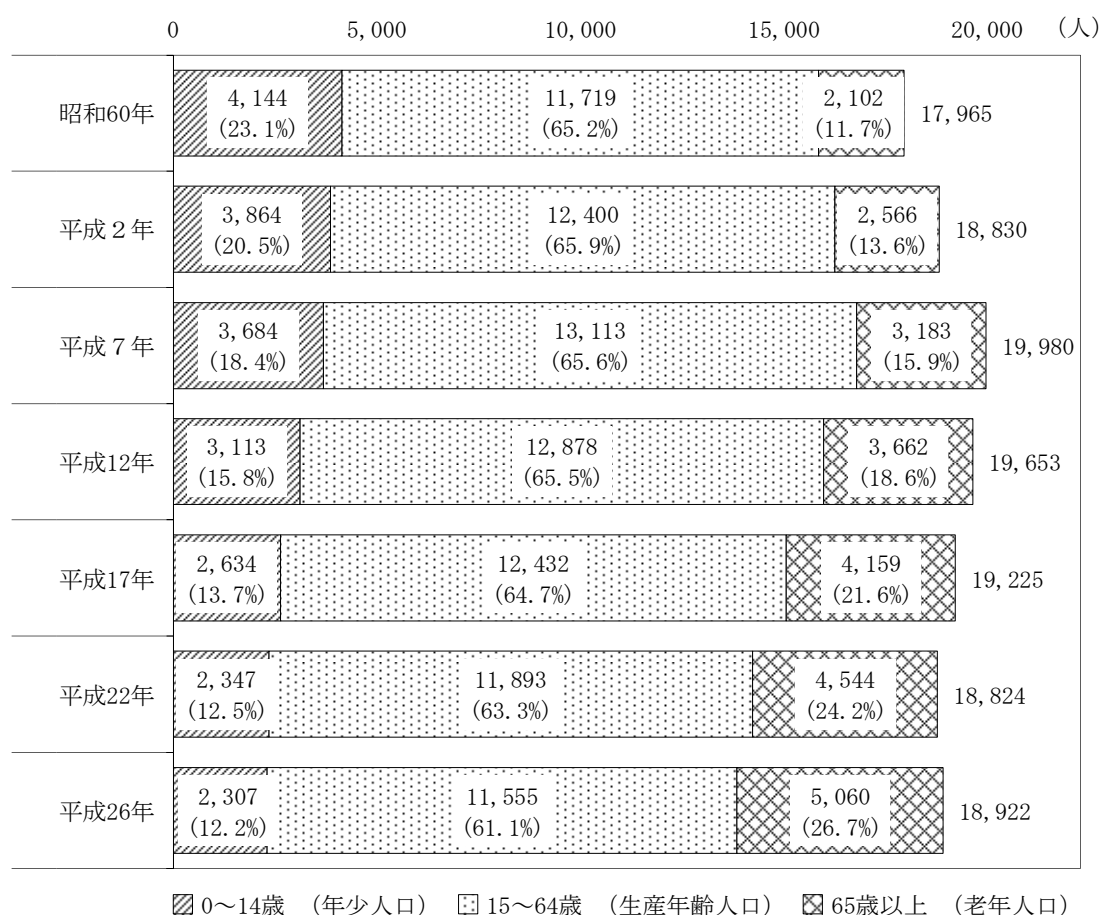 0 5,000 10,000 15,000 20,000 (人)
昭和60年 4,144 11,719 2,102 17,965
(23.1%) (65.2%) (11.7%)
平成２年 3,864 12,400 2,566 18,830
(20.5%) (65.9%) (13.6%)
平成７年 3,684 13,113 3,183 19,980
(18.4%) (65.6%) (15.9%)
平成12年 3,113 12,878 3,662 19,653
(15.8%) (65.5%) (18.6%)
平成17年 2,634 12,432 4,159 19,225
(13.7%) (64.7%) (21.6%)
平成22年 2,347 11,893 4,544 18,824
(12.5%) (63.3%) (24.2%)
平成26年 2,307 11,555 5,060 18,922
(12.2%) (61.1%) (26.7%)
0～14歳 (年少人口) 15～64歳 (生産年齢人口) 65歳以上 (老年人口)